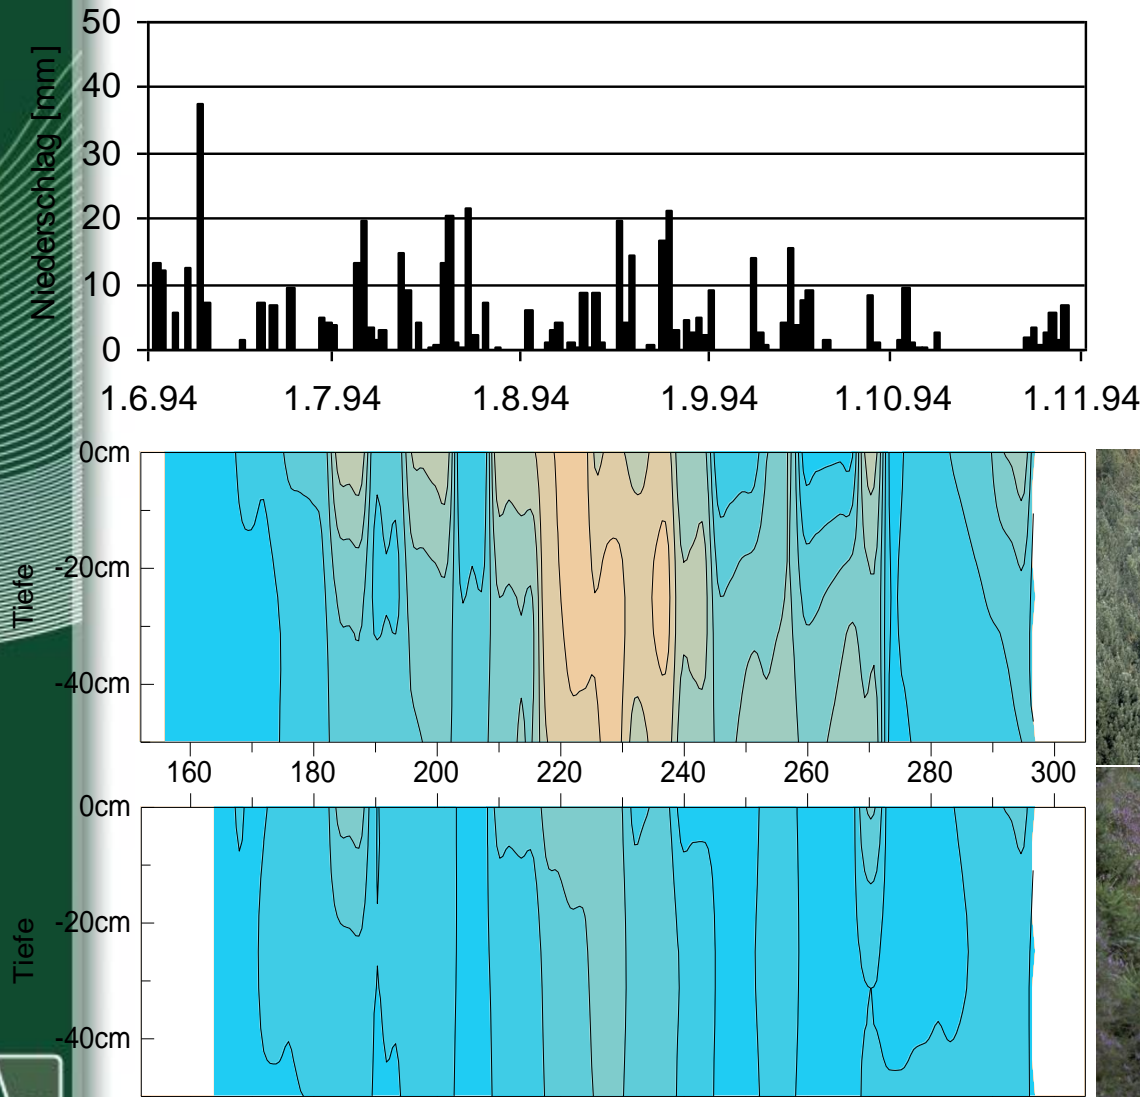 Niederschlag [mm]
50
40
30
20
10
0
1.6.94 1.7.94 1.8.94 1.9.94 1.10.94 1.11.94
Tiefe
0cm
-20cm
-40cm
160 180 200 220 240 260 280 300
Tiefe
0cm
-20cm
-40cm